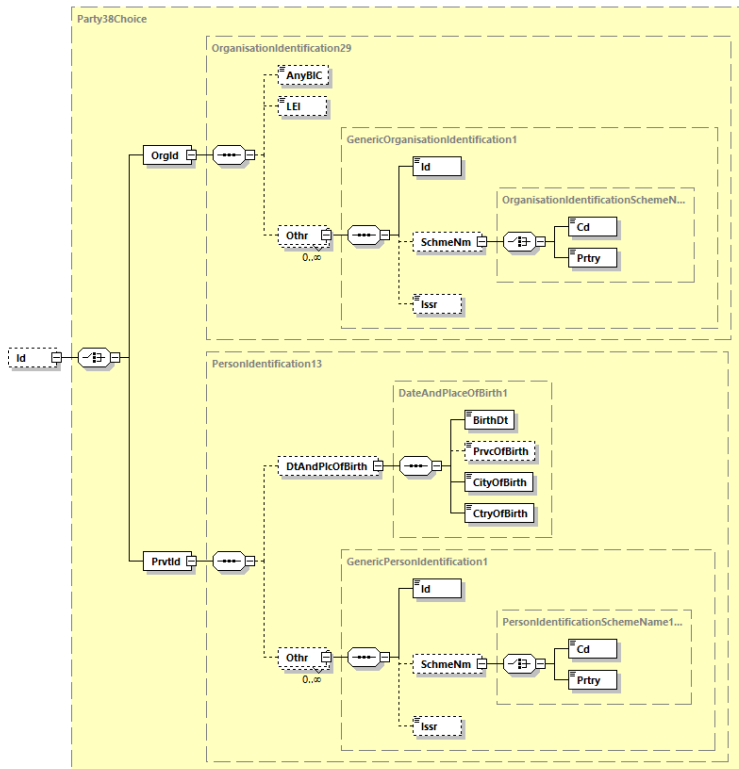 Party38Choice
OrganisationIdentification29
AnyBIC
LEI
GenericOrganisationIdentification1
OrgId
Id
OrganisationIdentificationSchemeN...
Cd
Othr
SchmeNm
0..∞
Prtry
Issr
Id
PersonIdentification13
DateAndPlaceOfBirth1
BirthDt
PrvcOfBirth
DtAndPlcOfBirth
CityOfBirth
CtryOfBirth
PrvtId
GenericPersonIdentification1
Id
PersonIdentificationSchemeName1...
Cd
Othr
SchmeNm
0..∞
Prtry
Issr